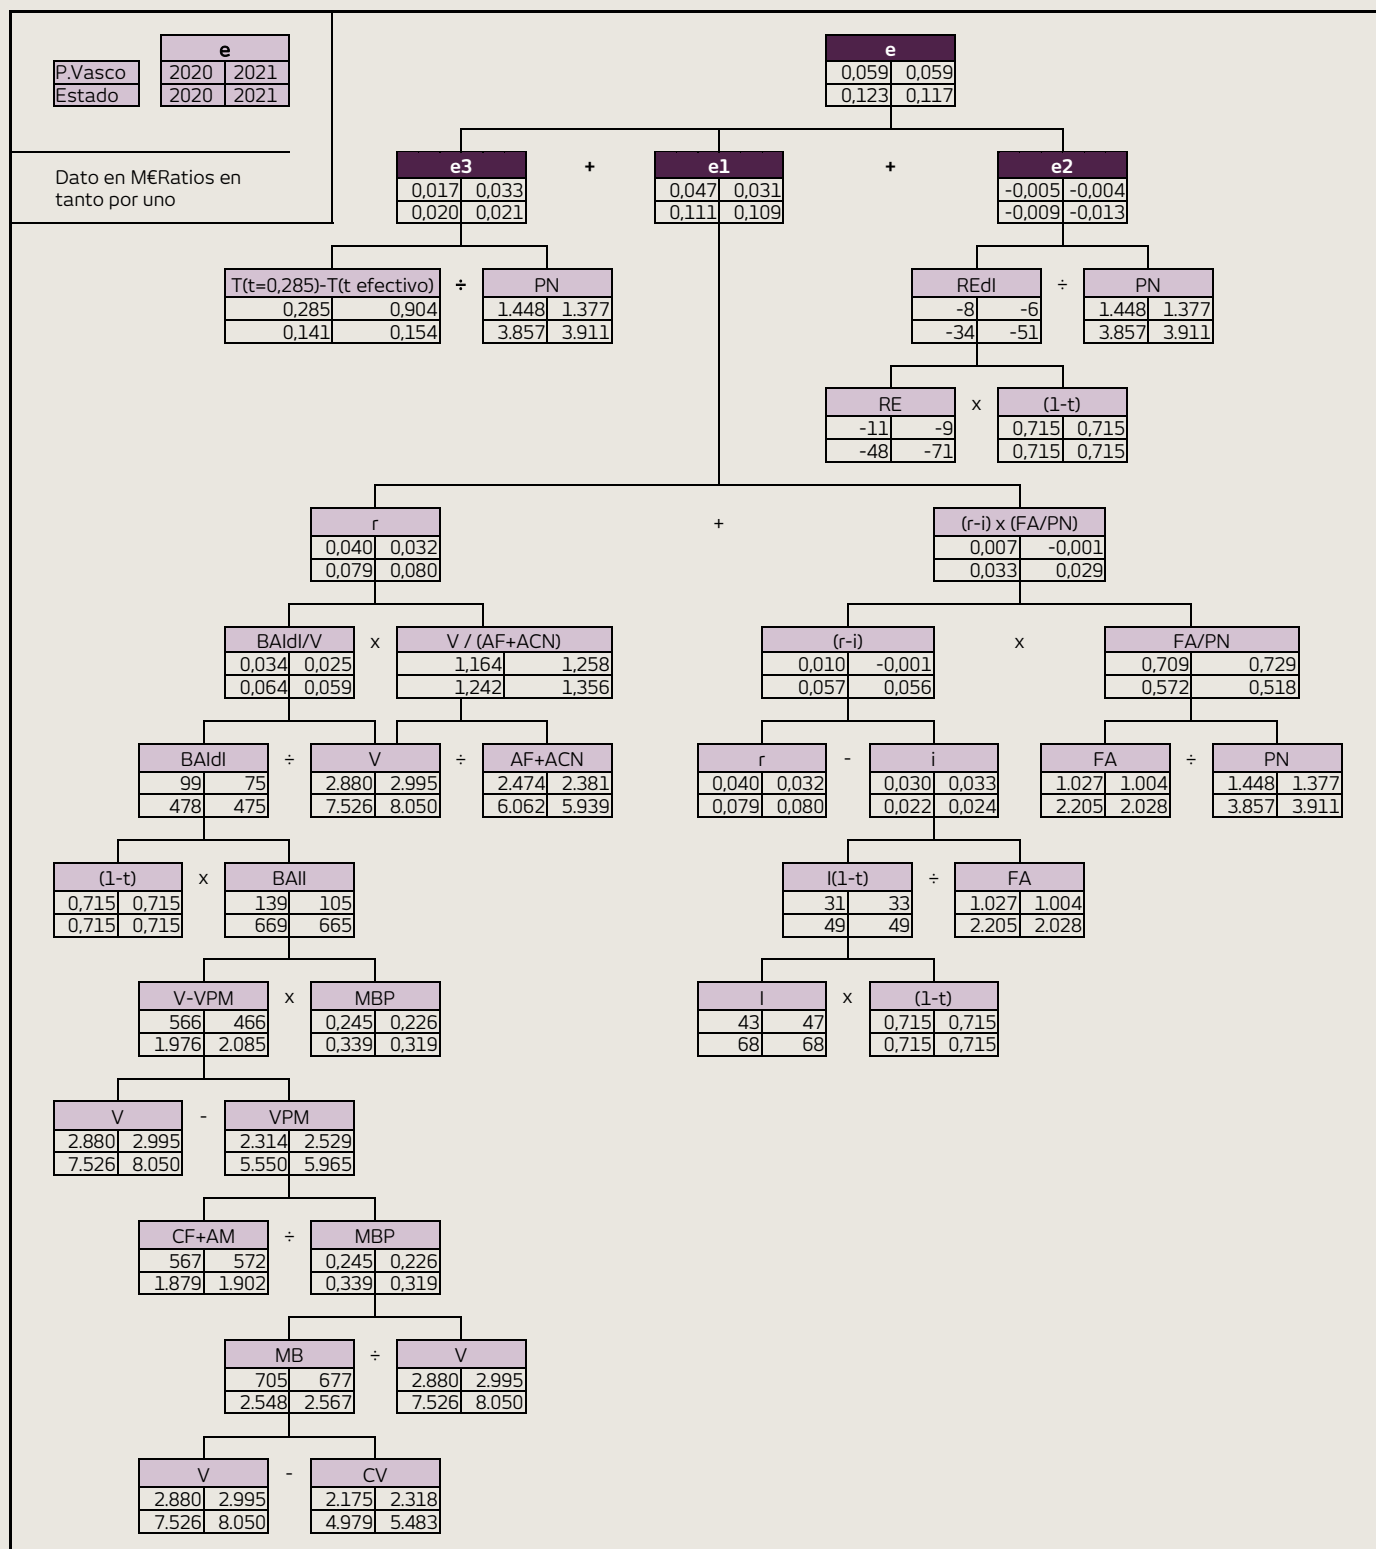 e
P.Vasco 2020 2021
Estado 2020 2021
Dato en M€Ratios en
tanto por uno
e
0,059 0,059
0,123 0,117
e3 + e1 + e2
0,017 0,033 0,047 0,031 -0,005 -0,004
0,020 0,021 0,111 0,109 -0,009 -0,013
T(t=0,285)-T(t efectivo) ÷ PN REdI ÷ PN
0,285 0,904 1.448 1.377 -8 -6 1.448 1.377
0,141 0,154 3.857 3.911 -34 -51 3.857 3.911
RE x (1-t)
-11 -9 0,715 0,715
-48 -71 0,715 0,715
r + (r-i) x (FA/PN)
0,040 0,032 0,007 -0,001
0,079 0,080 0,033 0,029
BAIdI/V x V / (AF+ACN) (r-i) x FA/PN
0,034 0,025 1,164 1,258 0,010 -0,001 0,709 0,729
0,064 0,059 1,242 1,356 0,057 0,056 0,572 0,518
BAIdI ÷ V ÷ AF+ACN r - i FA ÷ PN
99 75 2.880 2.995 2.474 2.381 0,040 0,032 0,030 0,033 1.027 1.004 1.448 1.377
478 475 7.526 8.050 6.062 5.939 0,079 0,080 0,022 0,024 2.205 2.028 3.857 3.911
(1-t) x BAII I(1-t) ÷ FA
0,715 0,715 139 105 31 33 1.027 1.004
0,715 0,715 669 665 49 49 2.205 2.028
V-VPM x MBP I x (1-t)
566 466 0,245 0,226 43 47 0,715 0,715
1.976 2.085 0,339 0,319 68 68 0,715 0,715
V - VPM
2.880 2.995 2.314 2.529
7.526 8.050 5.550 5.965
CF+AM ÷ MBP
567 572 0,245 0,226
1.879 1.902 0,339 0,319
MB ÷ V
705 677 2.880 2.995
2.548 2.567 7.526 8.050
V - CV
2.880 2.995 2.175 2.318
7.526 8.050 4.979 5.483